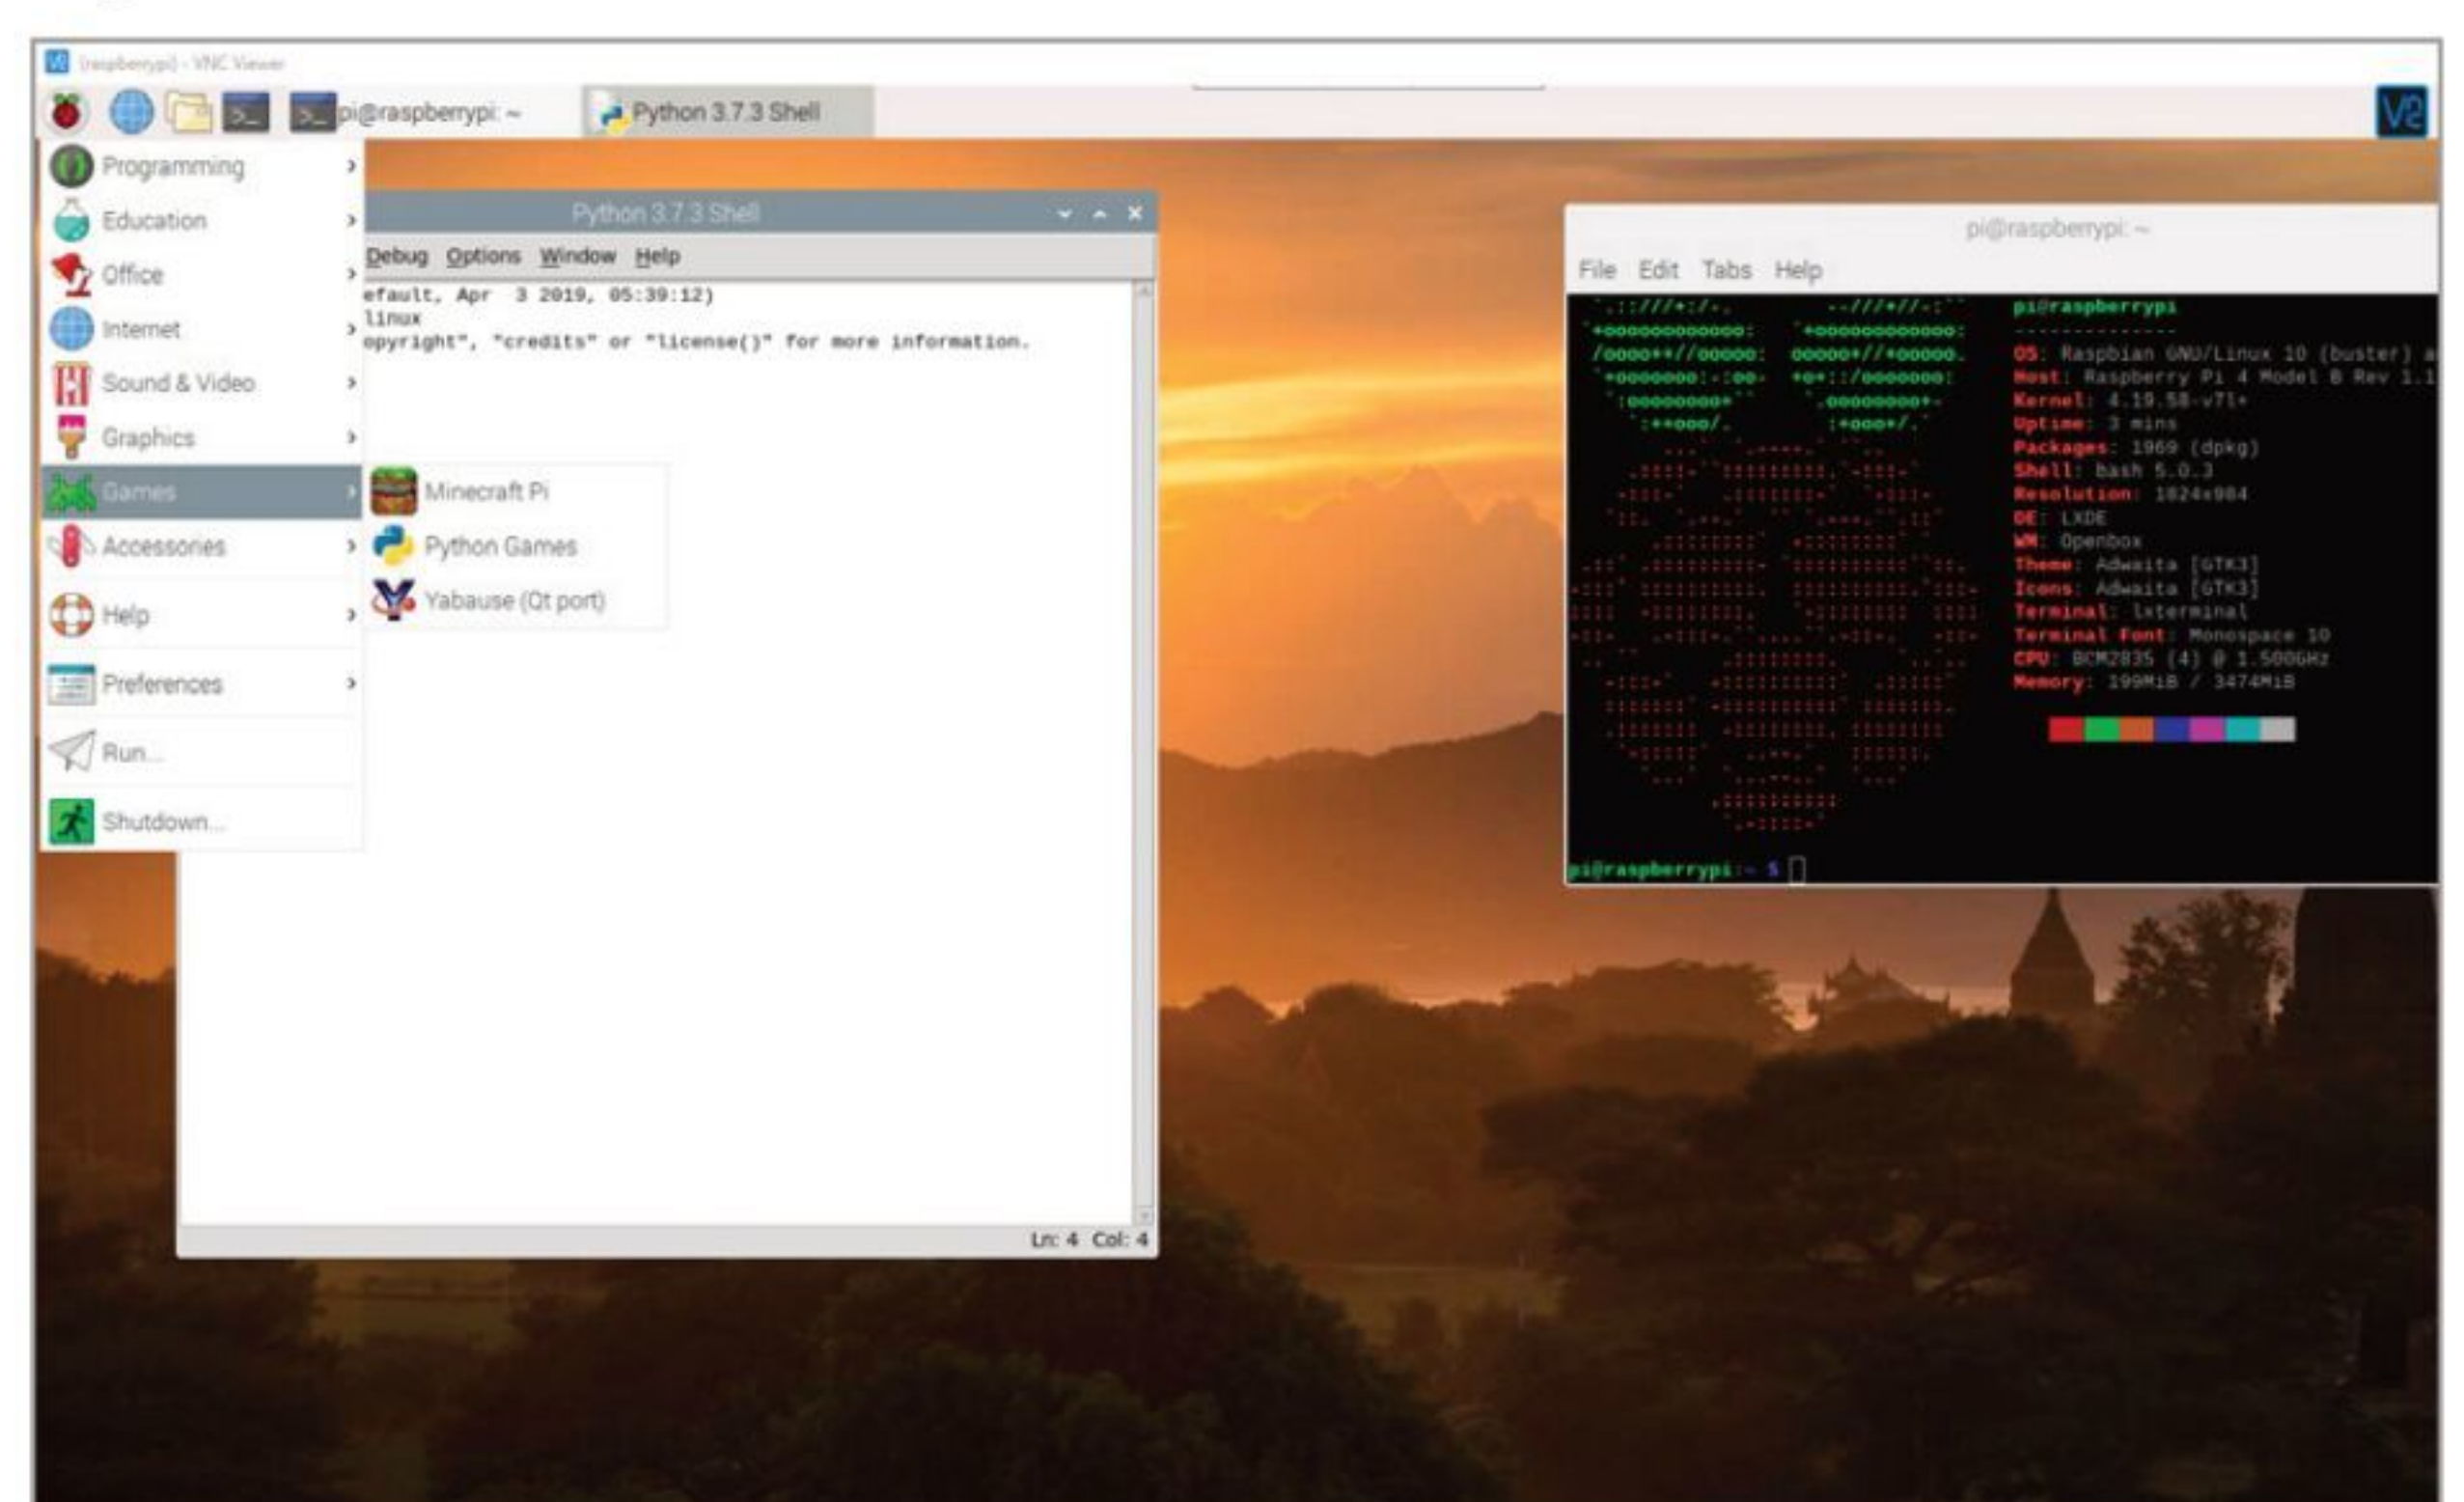 (raspberrypi) - VNC Viewer
pi@raspberrypi: ~
Python 3.7.3 Shell
Programming
Education
Office
Internet
Sound & Video
Graphics
Games
Accessories
Help
Preferences
Run...
Shutdown...
Minecraft Pi
Python Games
Yabause (Qt port)
Python 3.7.3 Shell
Debug Options Window Help
efault, Apr 3 2019, 05:39:12)
linux
opyright", "credits" or "license()" for more information.
Ln: 4 Col: 4
pi@raspberrypi: ~
File Edit Tabs Help
pi@raspberrypi
--------------
OS: Raspbian GNU/Linux 10 (buster) a
Host: Raspberry Pi 4 Model B Rev 1.1
Kernel: 4.19.58-v7l+
Uptime: 3 mins
Packages: 1969 (dpkg)
Shell: bash 5.0.3
Resolution: 1824x984
DE: LXDE
WM: Openbox
Theme: Adwaita [GTK3]
Icons: Adwaita [GTK3]
Terminal: lxterminal
Terminal Font: Monospace 10
CPU: BCM2835 (4) @ 1.500GHz
Memory: 199MiB / 3474MiB
pi@raspberrypi:~ $